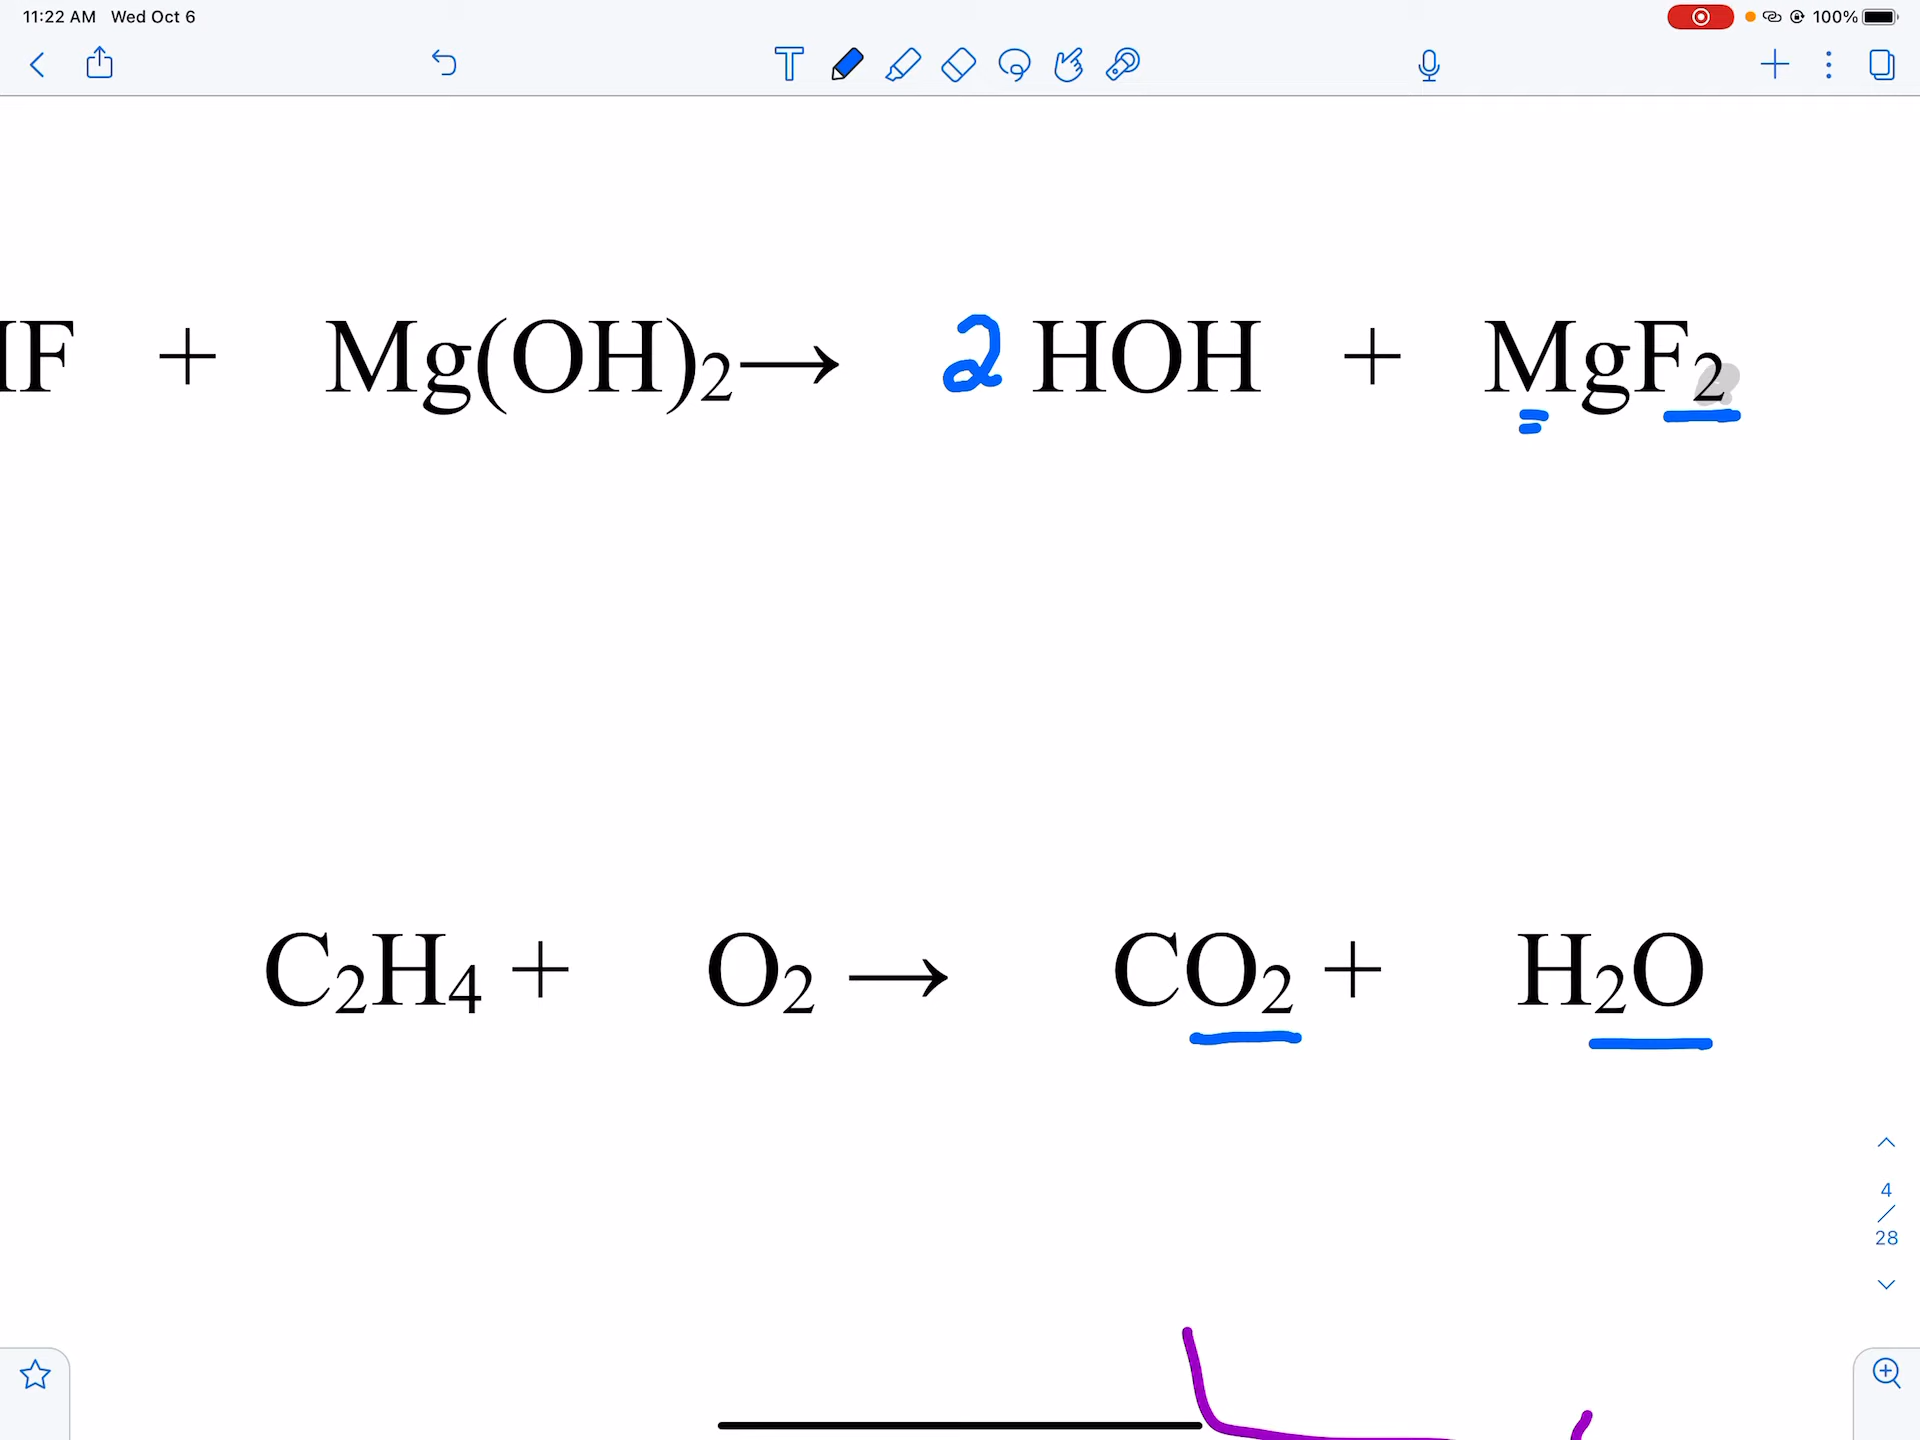 11:22 AM Wed Oct 6 100%
F + Mg(OH)₂→ 2 HOH + MgF₂
C₂H₄ + O₂ → CO₂ + H₂O
4
/
28